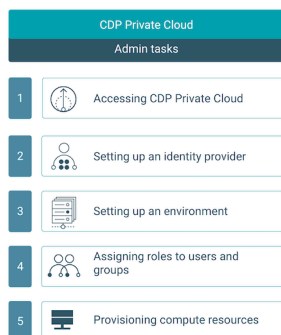 CDP Private Cloud
Admin tasks
1
Accessing CDP Private Cloud
2
Setting up an identity provider
3
Setting up an environment
4
Assigning roles to users and
groups
5
Provisioning compute resources